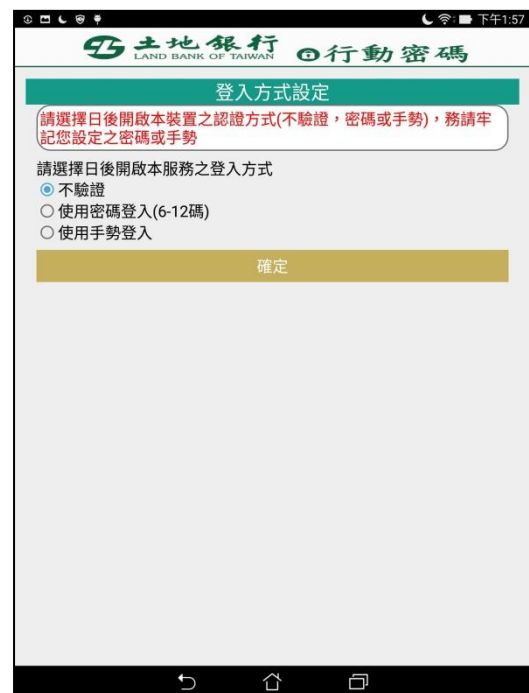 下午1:57
土地銀行 行動密碼
LAND BANK OF TAIWAN
登入方式設定
請選擇日後開啟本裝置之認證方式(不驗證，密碼或手勢)，務請牢
記您設定之密碼或手勢
請選擇日後開啟本服務之登入方式
不驗證
使用密碼登入(6-12碼)
使用手勢登入
確定